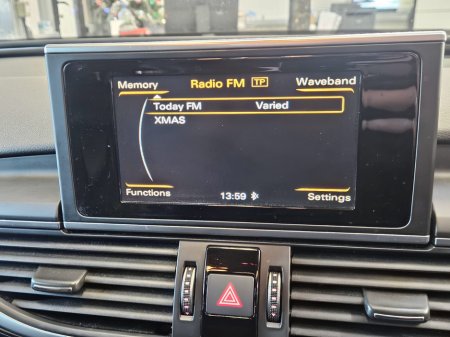 Memory
Radio FM TP
Waveband
Today FM Varied
XMAS
Functions
13:59
Settings